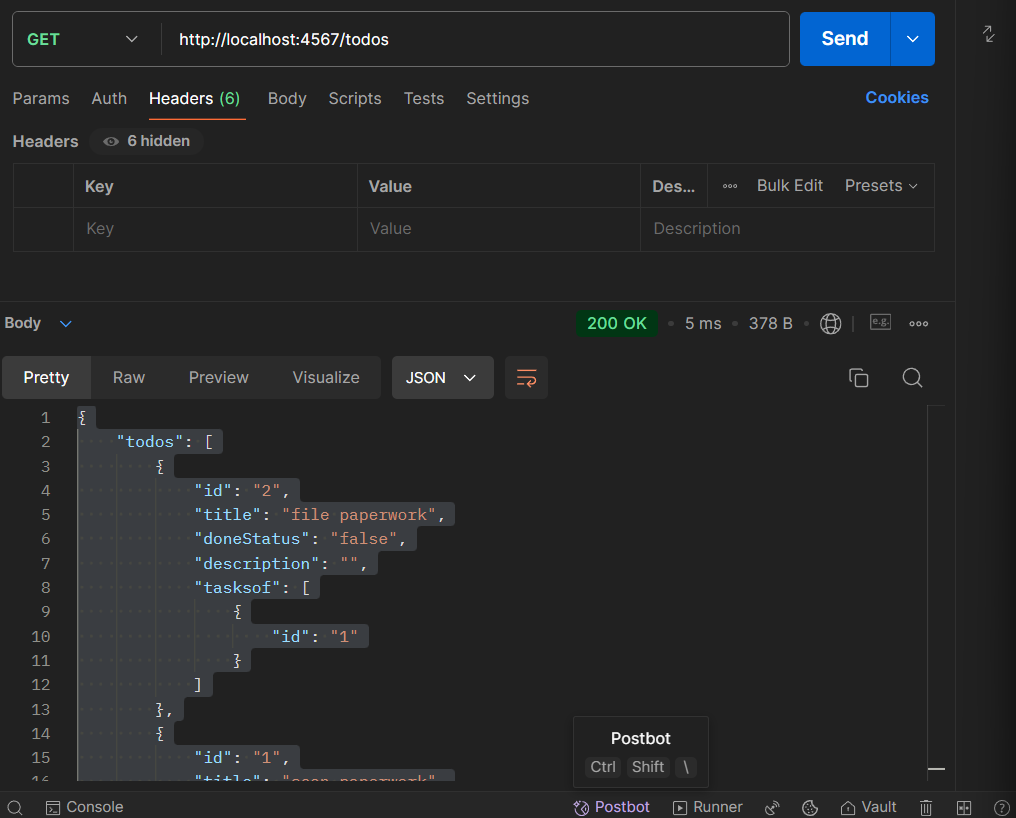 GET http://localhost:4567/todos Send
Params Auth Headers (6) Body Scripts Tests Settings Cookies
Headers 6 hidden
Key Value Des... Bulk Edit Presets
Key Value Description
Body 200 OK 5 ms 378 B e.g.
Pretty Raw Preview Visualize JSON
1 {
2 "todos": [
3 {
4 "id": "2",
5 "title": "file paperwork",
6 "doneStatus": "false",
7 "description": "",
8 "tasksof": [
9 {
10 "id": "1"
11 }
12 ]
13 },
14 {
15 "id": "1",
16 "title": "scan paperwork",
Postbot
Ctrl Shift \
Console Postbot Runner Vault